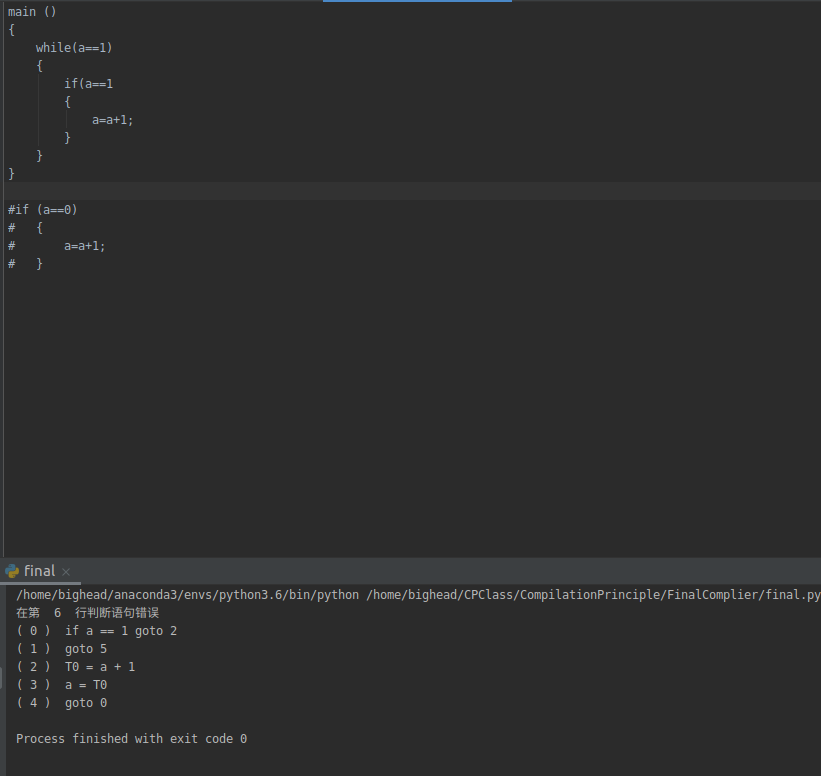 main ()
{
    while(a==1)
    {
        if(a==1
        {
            a=a+1;
        }
    }
}
#if (a==0)
#   {
#       a=a+1;
#   }
final ×
/home/bighead/anaconda3/envs/python3.6/bin/python /home/bighead/CPClass/CompilationPrinciple/FinalComplier/final.py
在第  6  行判断语句错误
( 0 )  if a == 1 goto 2
( 1 )  goto 5
( 2 )  T0 = a + 1
( 3 )  a = T0
( 4 )  goto 0
Process finished with exit code 0